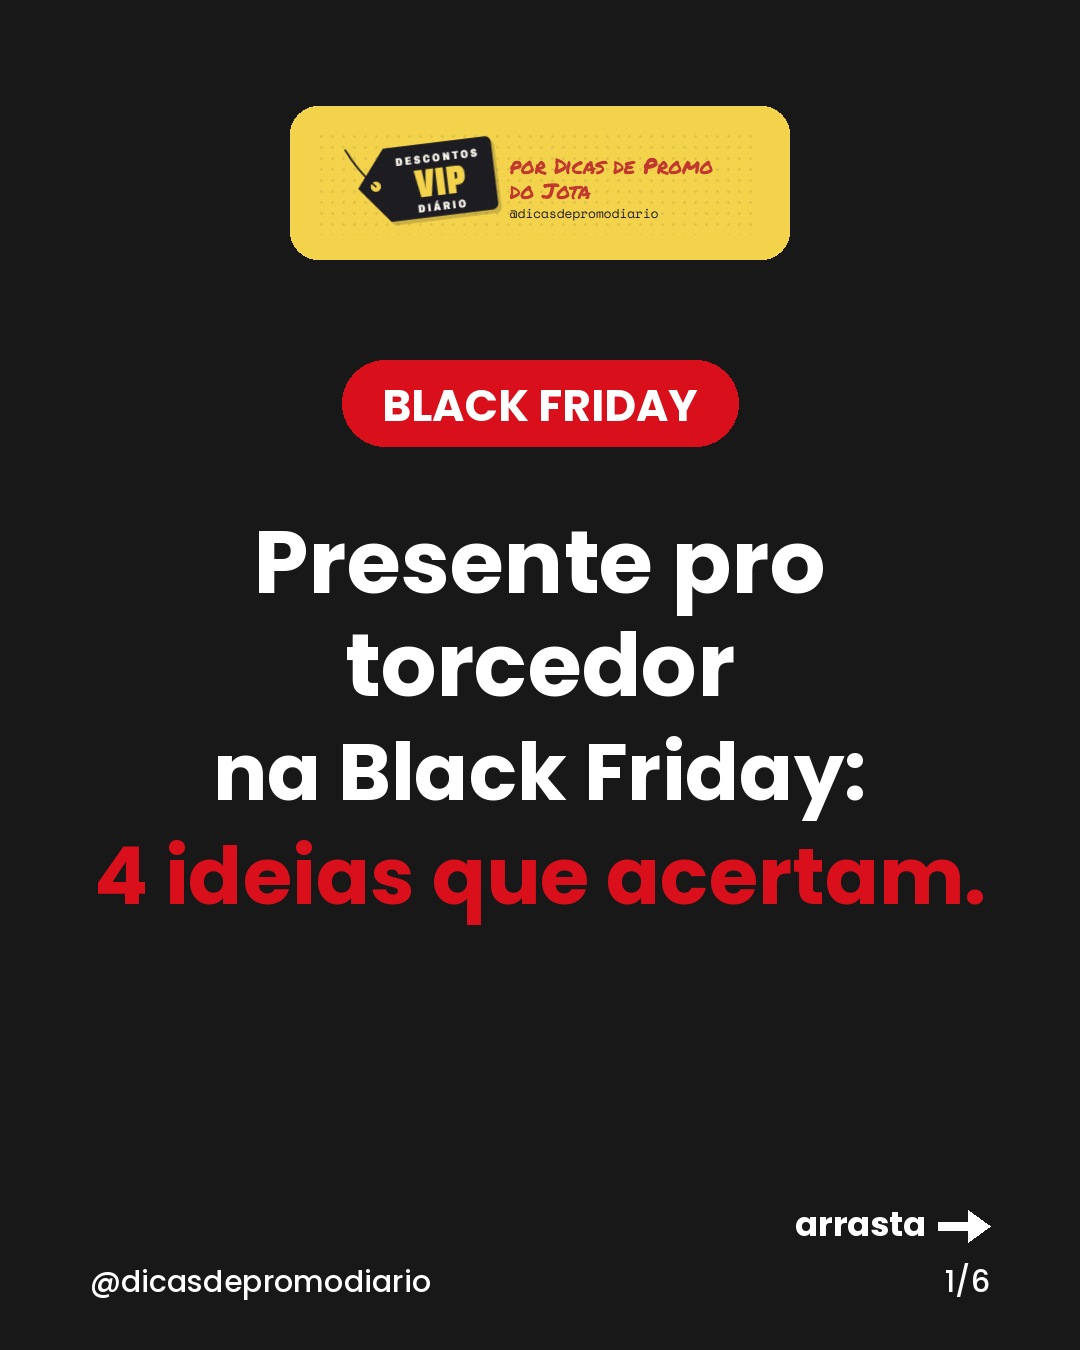 DESCONTOS
VIP
DIÁRIO
POR DICAS DE PROMO
DO JOTA
@dicasdepromodiario
BLACK FRIDAY
Presente pro
torcedor
na Black Friday:
4 ideias que acertam.
arrasta
@dicasdepromodiario
1/6